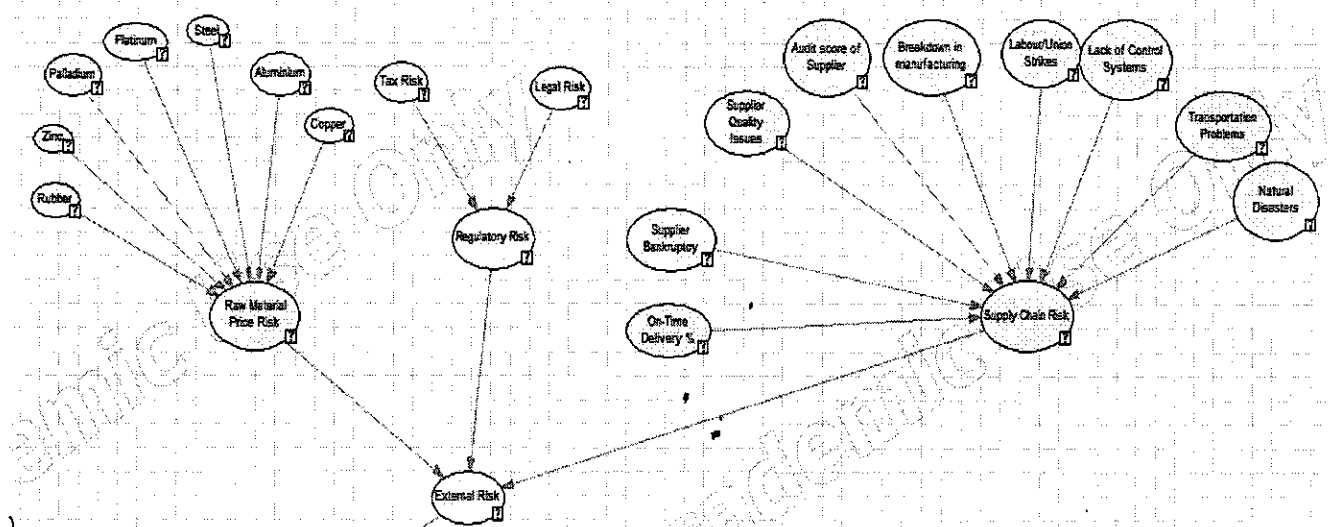 Steel
Platinum
Palladium
Aluminium
Zinc
Copper
Rubber
Tax Risk
Legal Risk
Audit score of
Supplier
Breakdown in
manufacturing
Labour/Union
Strikes
Lack of Control
Systems
Supplier
Quality
Issues
Transportation
Problems
Natural
Disasters
Regulatory Risk
Supplier
Bankruptcy
Raw Material
Price Risk
On-Time
Delivery %
Supply Chain Risk
External Risk